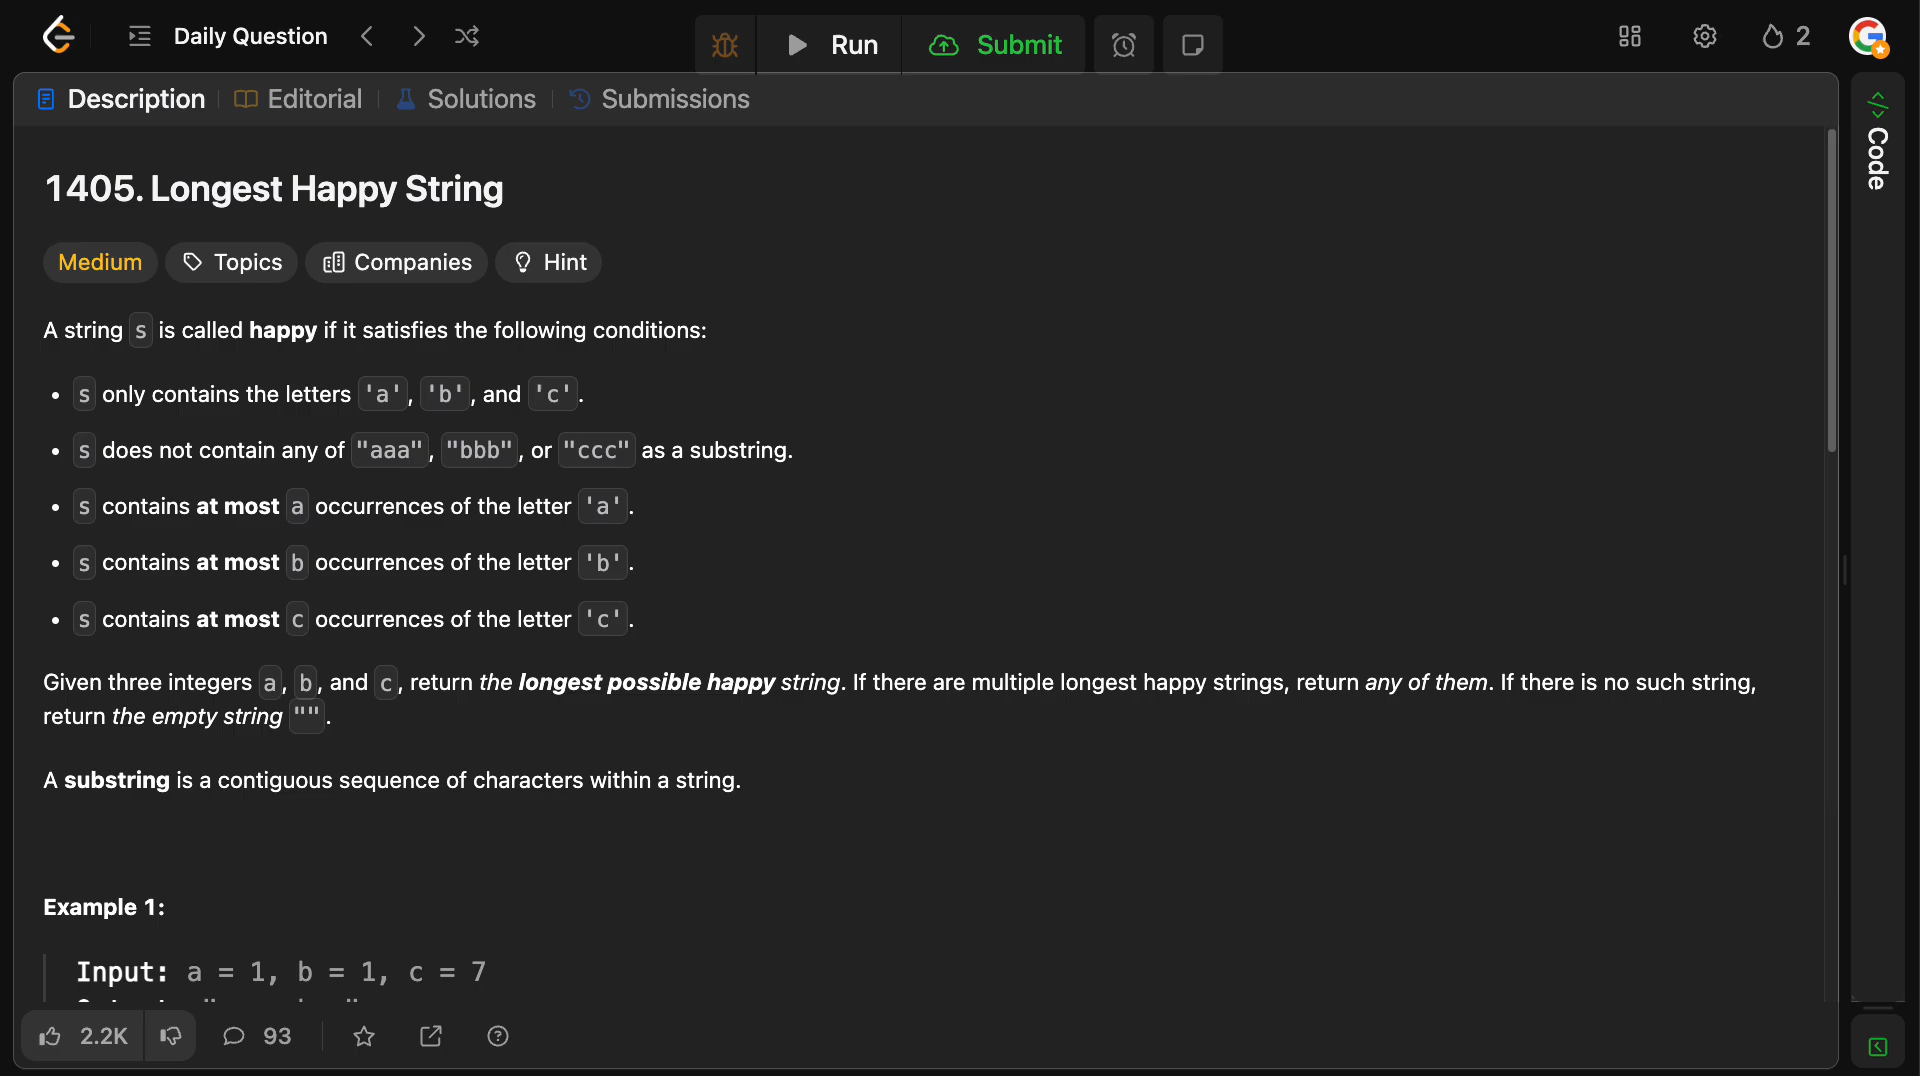 Daily Question
Run
Submit
2
Description
Editorial
Solutions
Submissions
Code
1405. Longest Happy String
Medium
Topics
Companies
Hint
A string s is called happy if it satisfies the following conditions:
• s only contains the letters 'a', 'b', and 'c'.
• s does not contain any of "aaa", "bbb", or "ccc" as a substring.
• s contains at most a occurrences of the letter 'a'.
• s contains at most b occurrences of the letter 'b'.
• s contains at most c occurrences of the letter 'c'.
Given three integers a, b, and c, return the longest possible happy string. If there are multiple longest happy strings, return any of them. If there is no such string,
return the empty string "".
A substring is a contiguous sequence of characters within a string.
Example 1:
Input: a = 1, b = 1, c = 7
2.2K
93